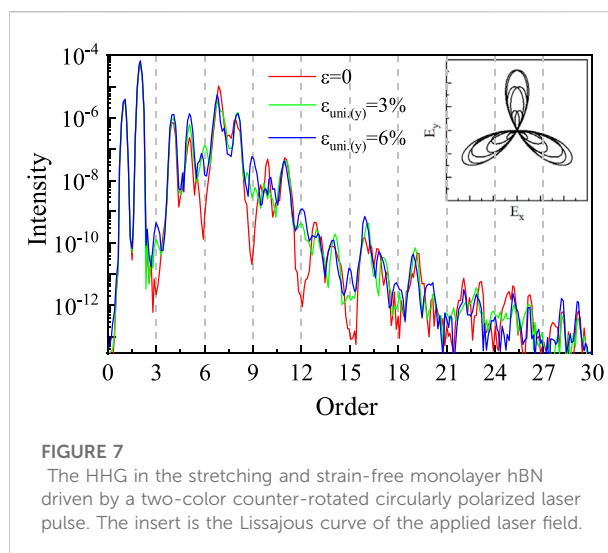 10⁻⁴
10⁻⁶
10⁻⁸
10⁻¹⁰
10⁻¹²
Intensity
ε=0
ε_uni.(y)=3%
ε_uni.(y)=6%
E_y
E_x
0 3 6 9 12 15 18 21 24 27 30
Order
FIGURE 7
The HHG in the stretching and strain-free monolayer hBN
driven by a two-color counter-rotated circularly polarized laser
pulse. The insert is the Lissajous curve of the applied laser field.